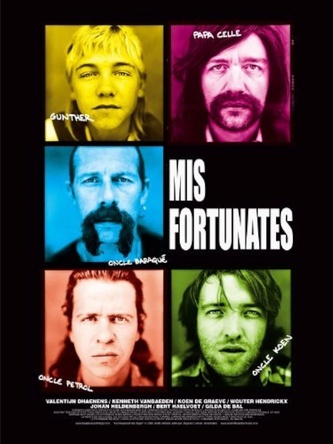 PAPA CELLE
GUNTHER
ONCLE BARAQUÉ
MIS
FORTUNATES
ONCLE PETROL
ONCLE KOEN
VALENTIJN DHAENENS / KENNETH VANBAEDEN / KOEN DE GRAEVE / WOUTER HENDRICKX
JOHAN HELDENBERGH / BERT HAELVOET / GILDA DE BAL